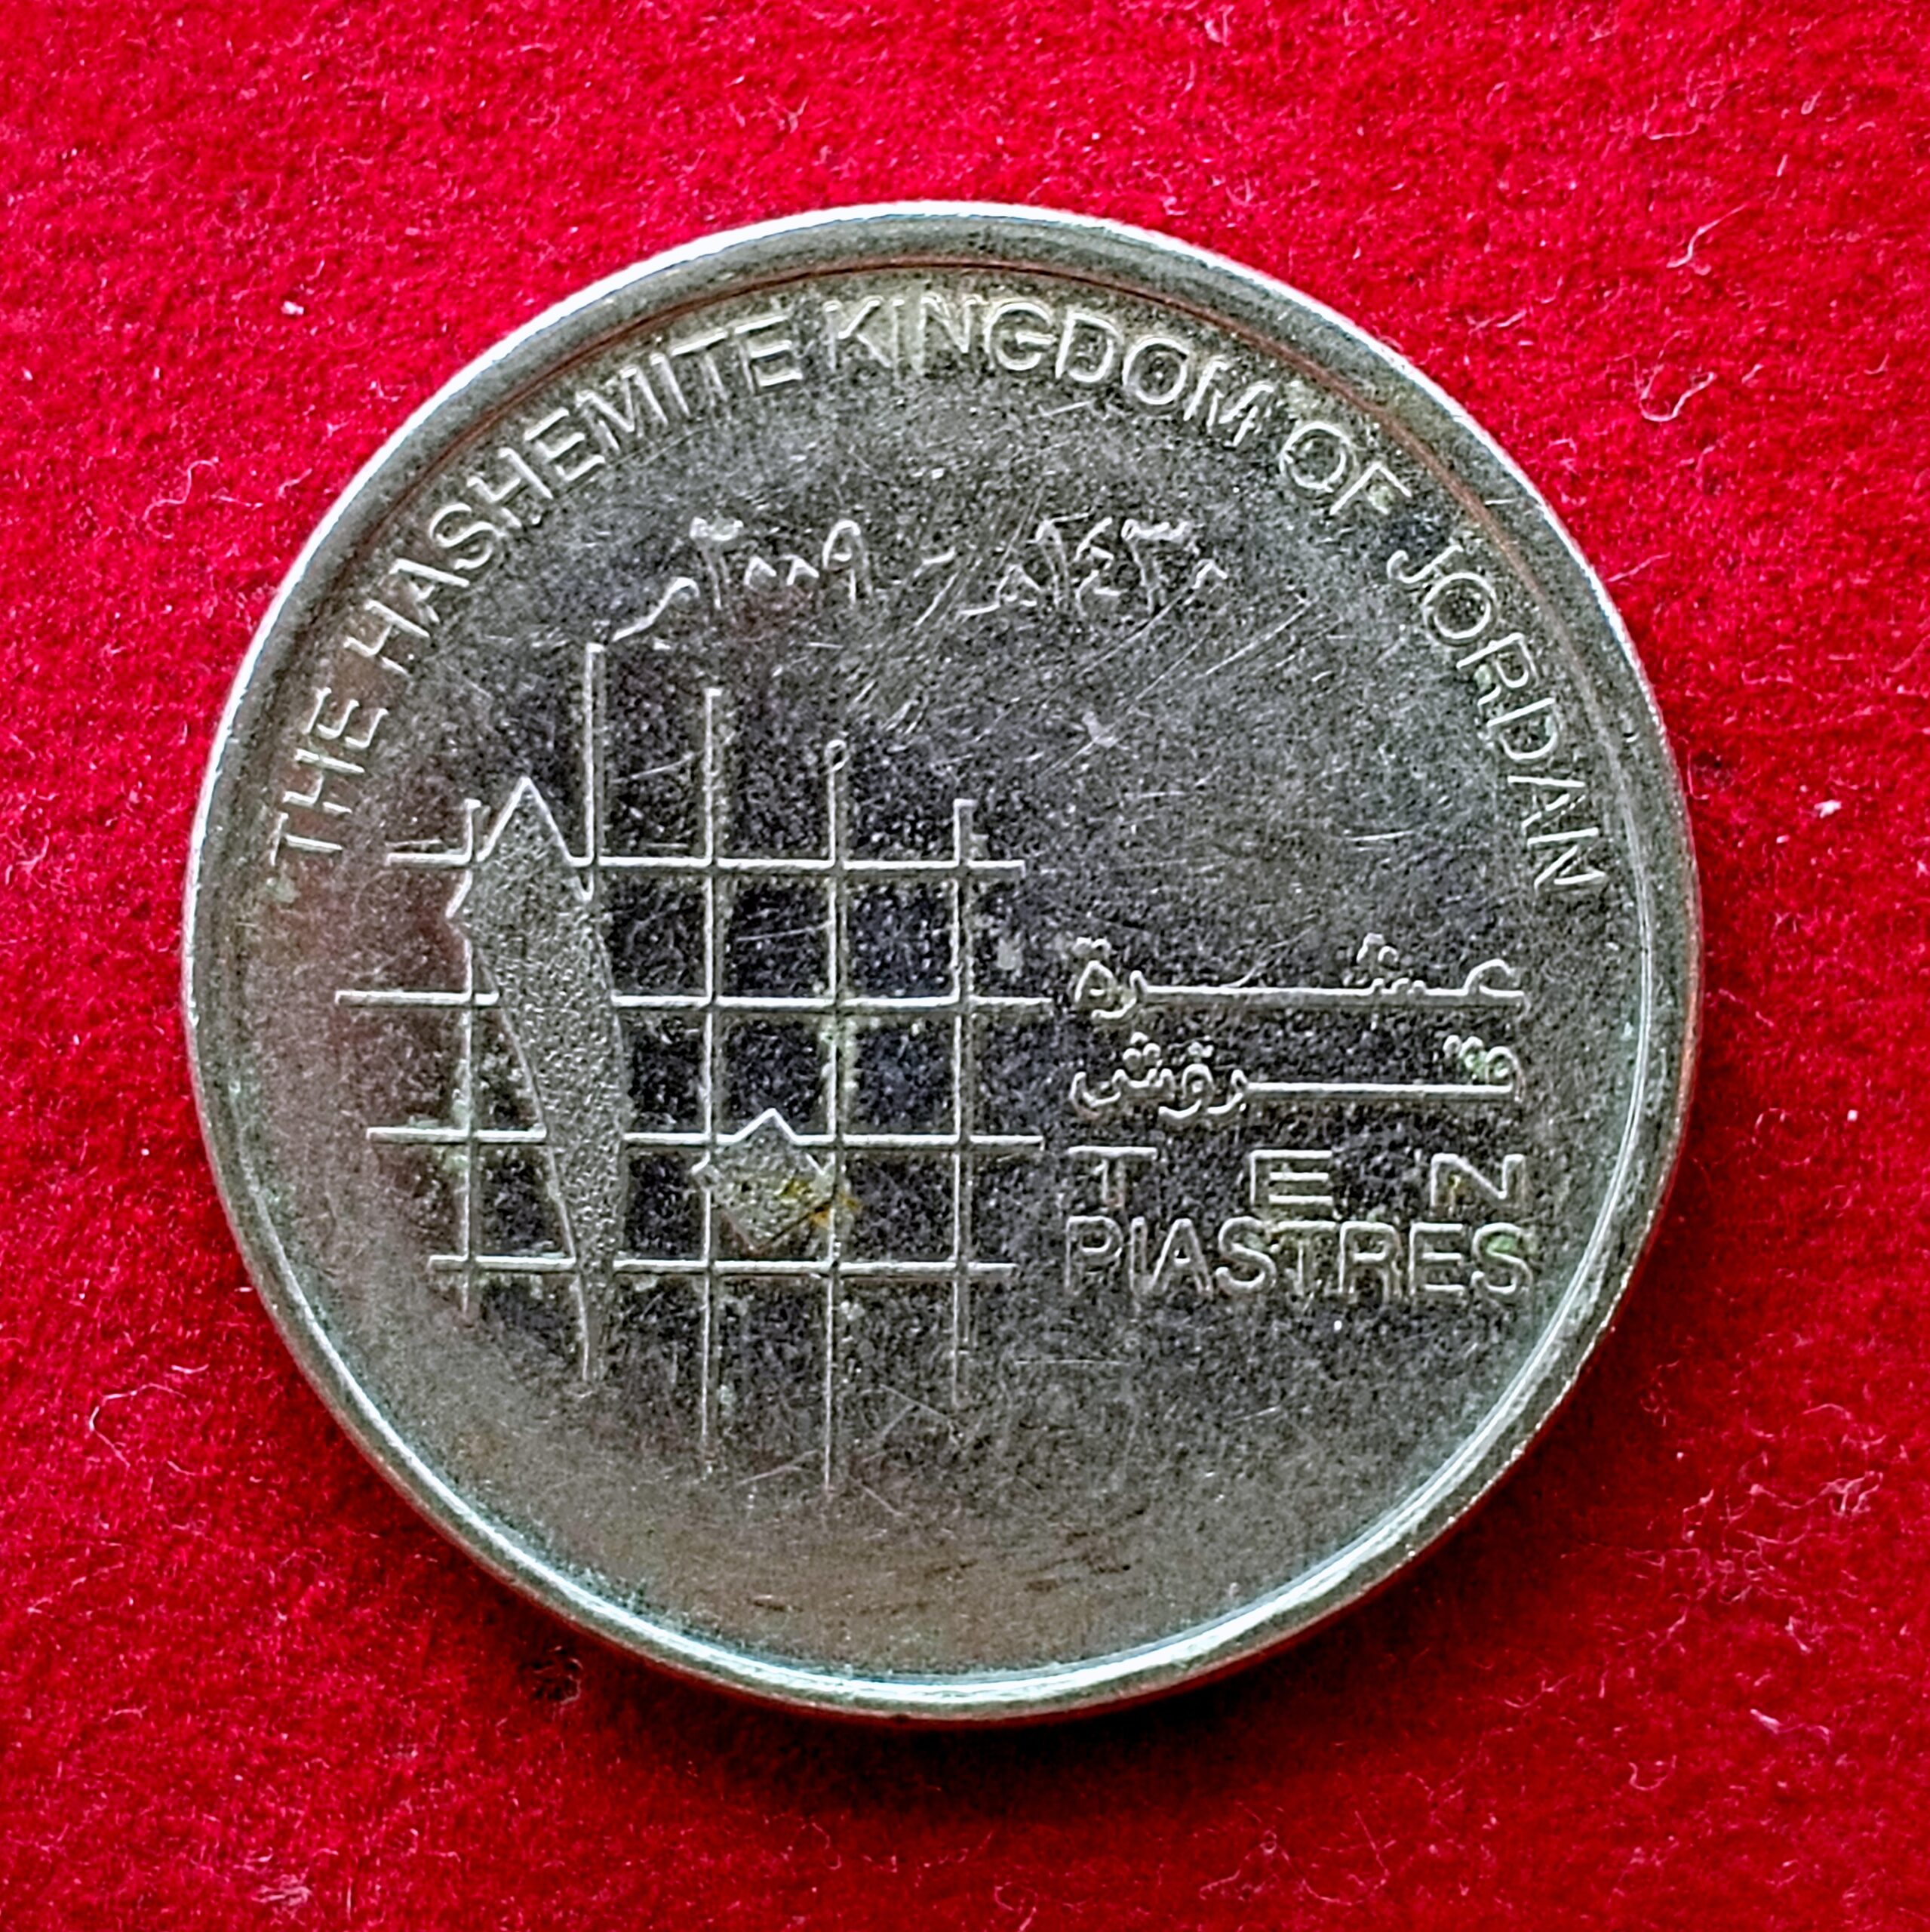 THE HASHEMITE KINGDOM OF JORDAN
١٤٣٠هـ - ٢٠٠٩م
عشرة
قروش
TEN
PIASTRES